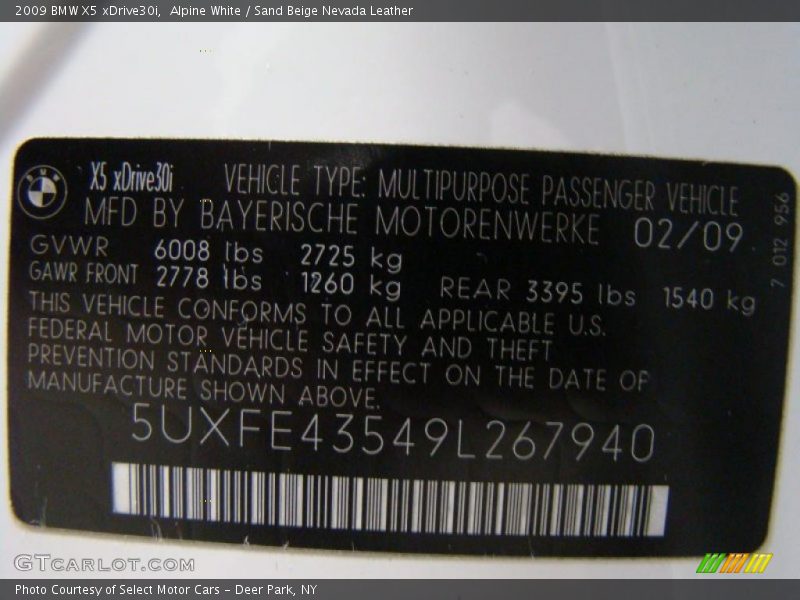 2009 BMW X5 xDrive30i,  Alpine White / Sand Beige Nevada Leather
BMW X5 xDrive30i VEHICLE TYPE: MULTIPURPOSE PASSENGER VEHICLE
MFD BY BAYERISCHE MOTORENWERKE 02/09
GVWR 6008 lbs 2725 kg
GAWR FRONT 2778 lbs 1260 kg REAR 3395 lbs 1540 kg
THIS VEHICLE CONFORMS TO ALL APPLICABLE U.S.
FEDERAL MOTOR VEHICLE SAFETY AND THEFT
PREVENTION STANDARDS IN EFFECT ON THE DATE OF
MANUFACTURE SHOWN ABOVE.
5UXFE43549L267940
7 012 956
GTCARLOT.COM
Photo Courtesy of Select Motor Cars - Deer Park, NY